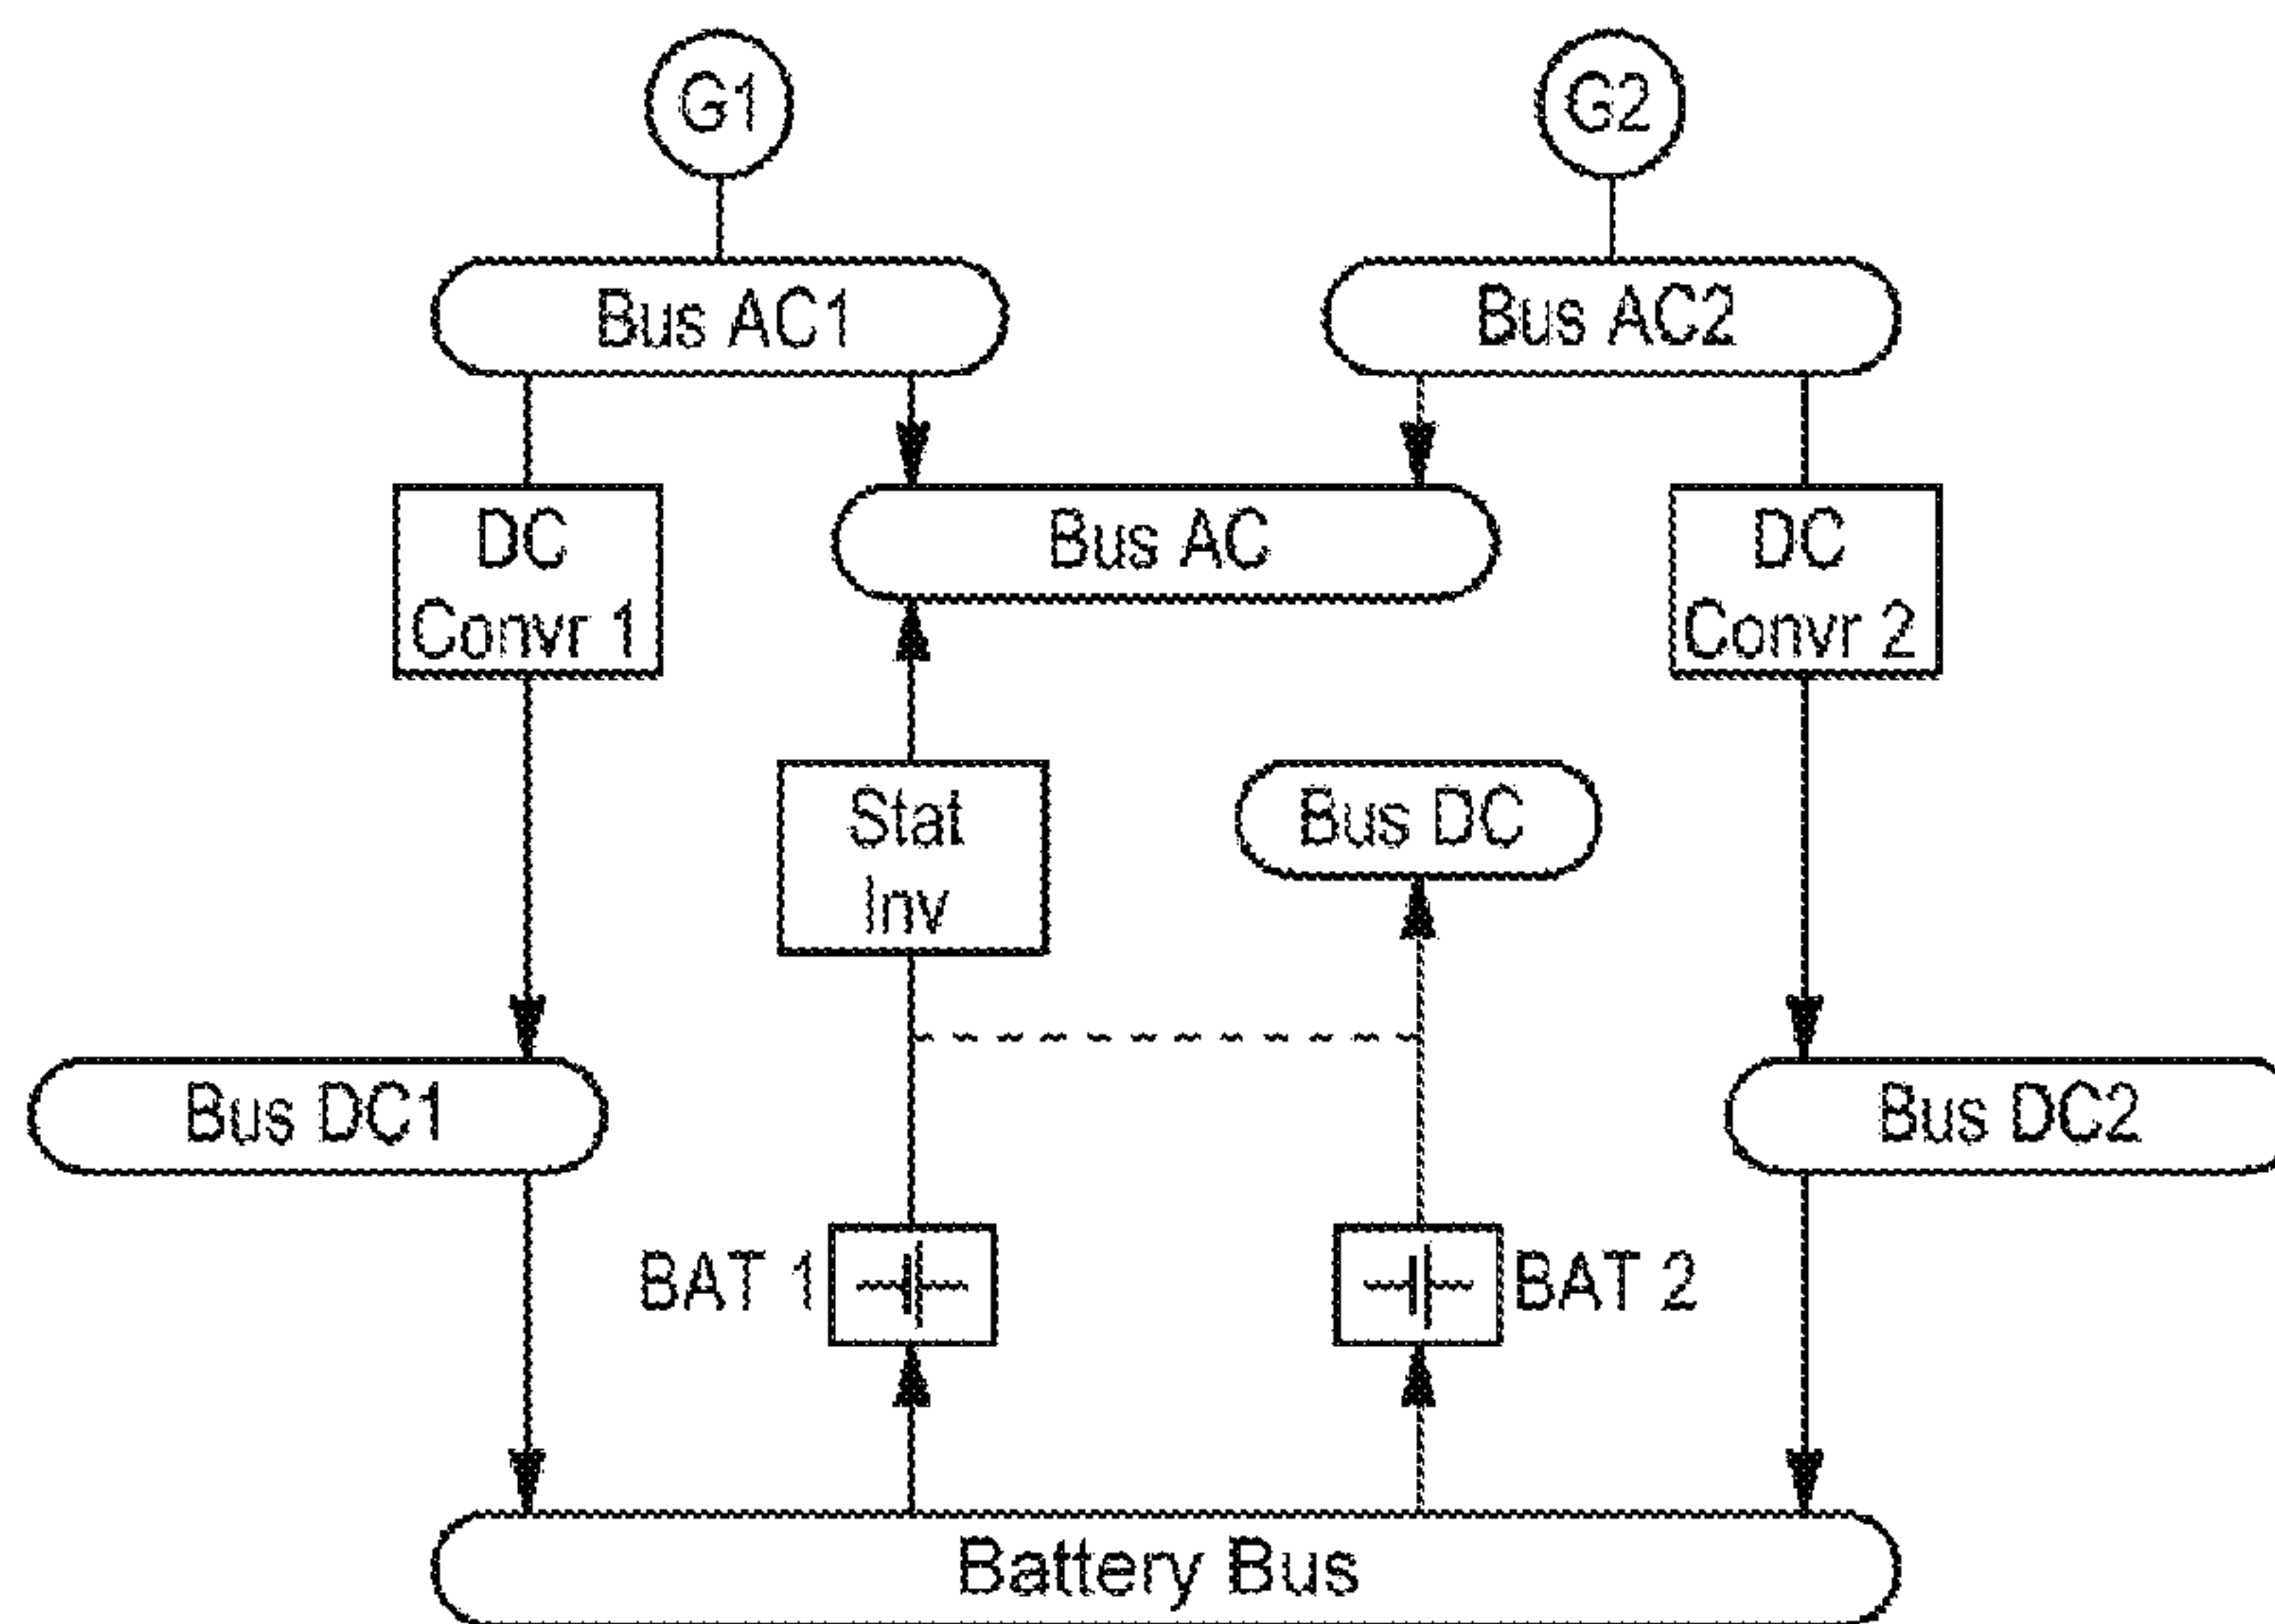 G1
G2
Bus AC1
Bus AC2
DC
Convr 1
Bus AC
DC
Convr 2
Stat
Inv
Bus DC
Bus DC1
Bus DC2
BAT 1
BAT 2
Battery Bus